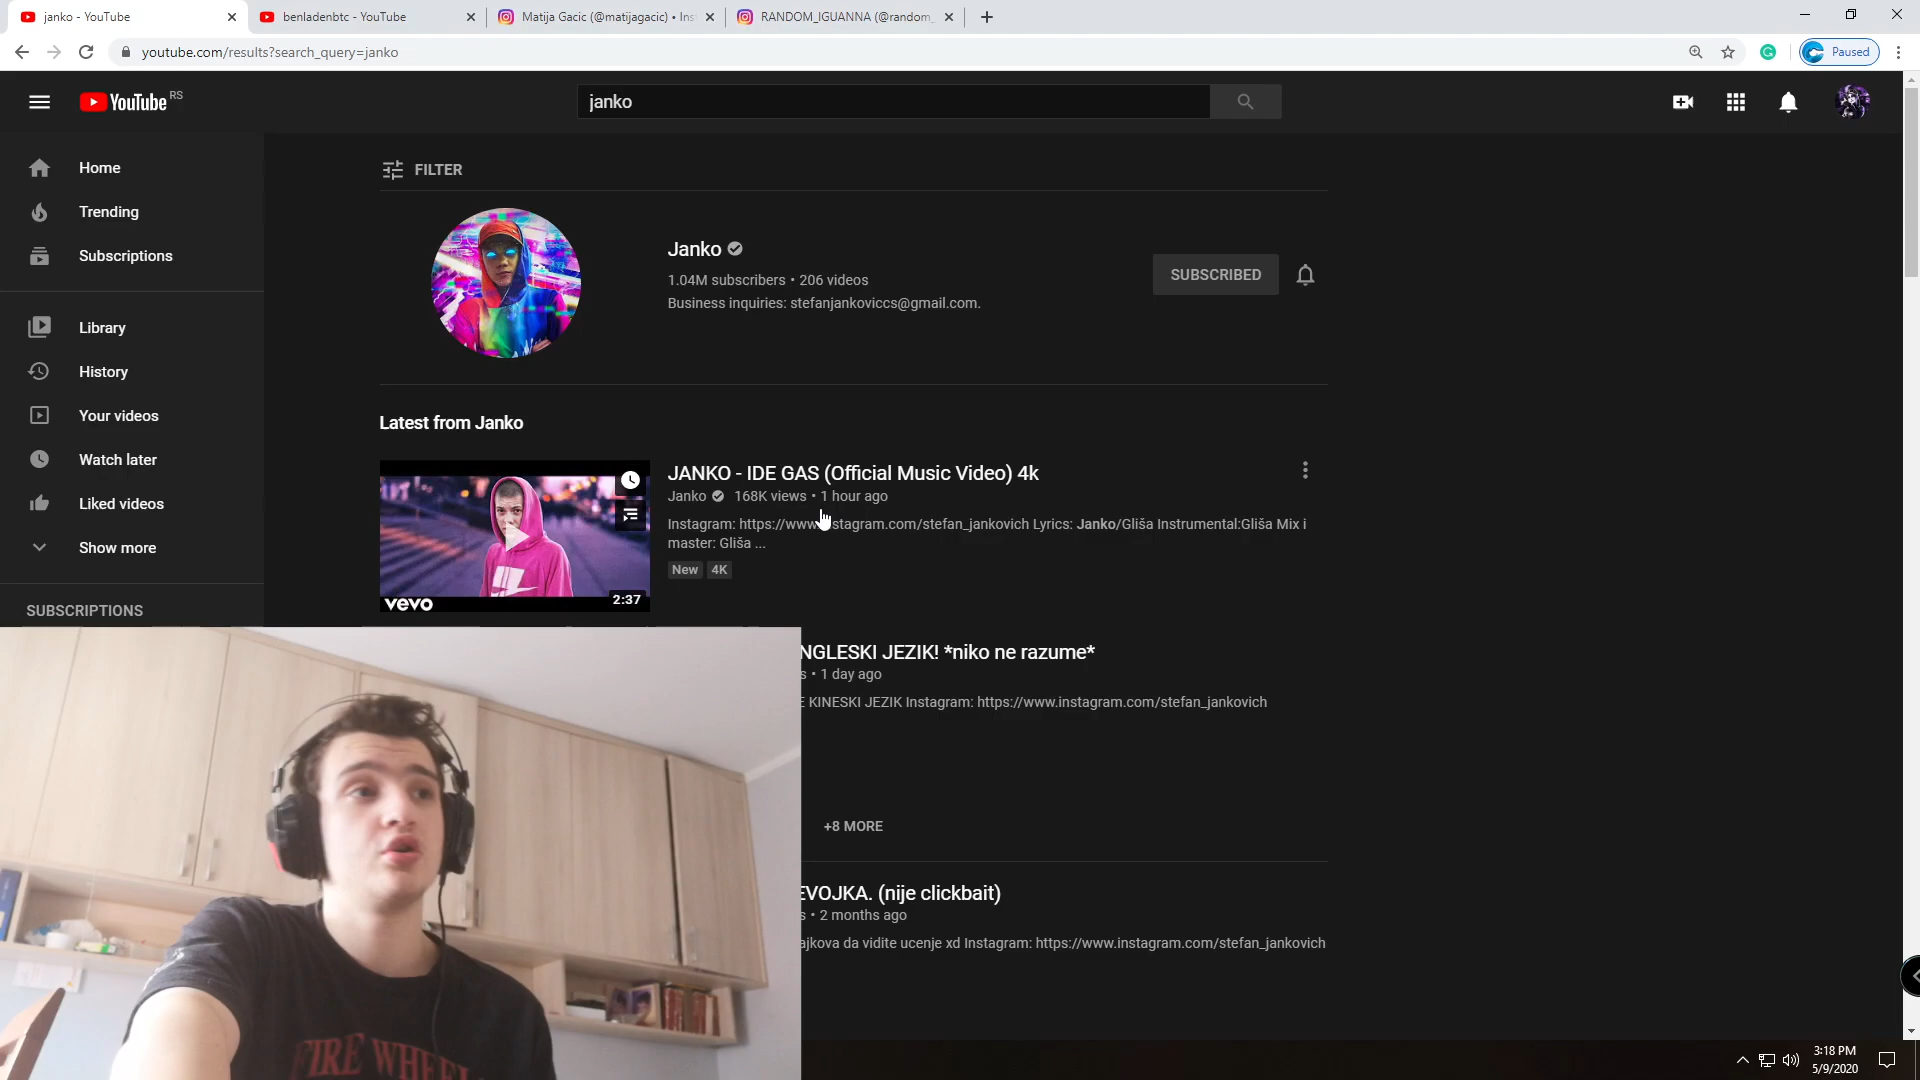 janko - YouTube
benladenbtc - YouTube
Matija Gacic (@matijagacic) • Ins
RANDOM_IGUANNA (@random_
youtube.com/results?search_query=janko
Paused
YouTube RS
janko
Home
Trending
Subscriptions
Library
History
Your videos
Watch later
Liked videos
Show more
SUBSCRIPTIONS
FILTER
Janko
1.04M subscribers • 206 videos
Business inquiries: stefanjankoviccs@gmail.com.
SUBSCRIBED
Latest from Janko
vevo
2:37
JANKO - IDE GAS (Official Music Video) 4k
Janko 168K views • 1 hour ago
Instagram: https://www stagram.com/stefan_jankovich Lyrics: Janko/Gliša Instrumental:Gliša Mix i
master: Gliša ...
New 4K
NGLESKI JEZIK! *niko ne razume*
s • 1 day ago
E KINESKI JEZIK Instagram: https://www.instagram.com/stefan_jankovich
+8 MORE
EVOJKA. (nije clickbait)
s • 2 months ago
ajkova da vidite ucenje xd Instagram: https://www.instagram.com/stefan_jankovich
FIRE WHEEL
3:18 PM
5/9/2020